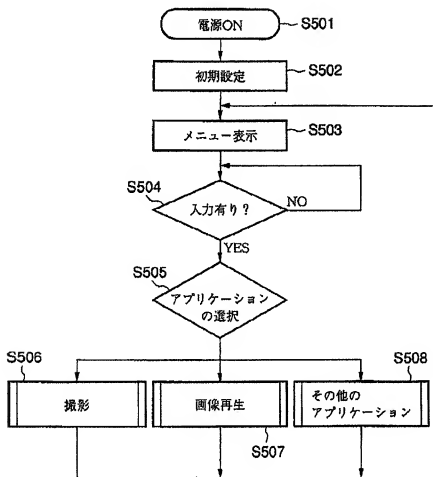 電源ON
S501
初期設定
S502
メニュー表示
S503
S504
入力有り?
NO
YES
S505
アプリケーション
の選択
S506
撮影
画像再生
S507
S508
その他の
アプリケーション